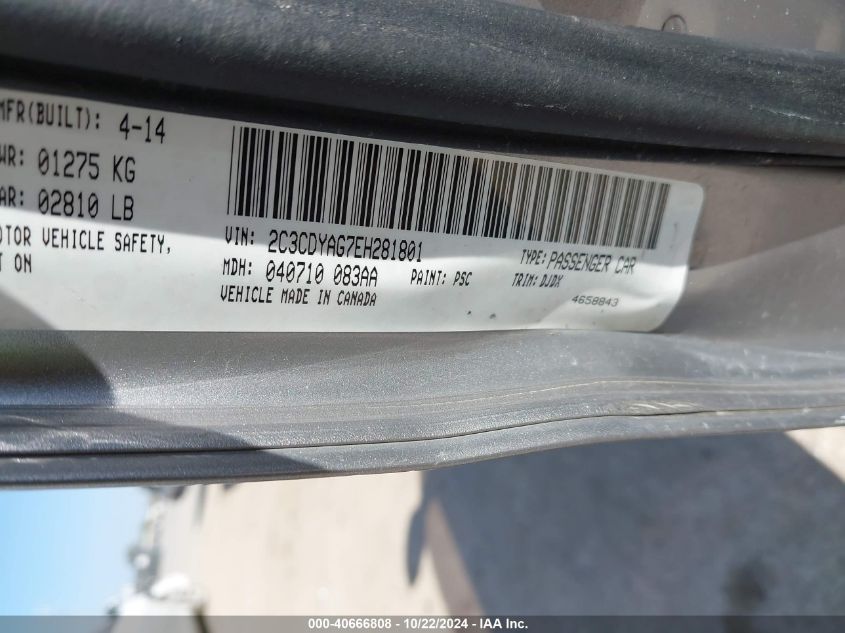 MFR(BUILT): 4-14
WR: 01275 KG
AR: 02810 LB
OTOR VEHICLE SAFETY,
T ON
VIN: 2C3CDYAG7EH281801
TYPE: PASSENGER CAR
MDH: 040710 083AA PAINT: PSC TRIM: DJDX
VEHICLE MADE IN CANADA
4658843
000-40666808 - 10/22/2024 - IAA Inc.